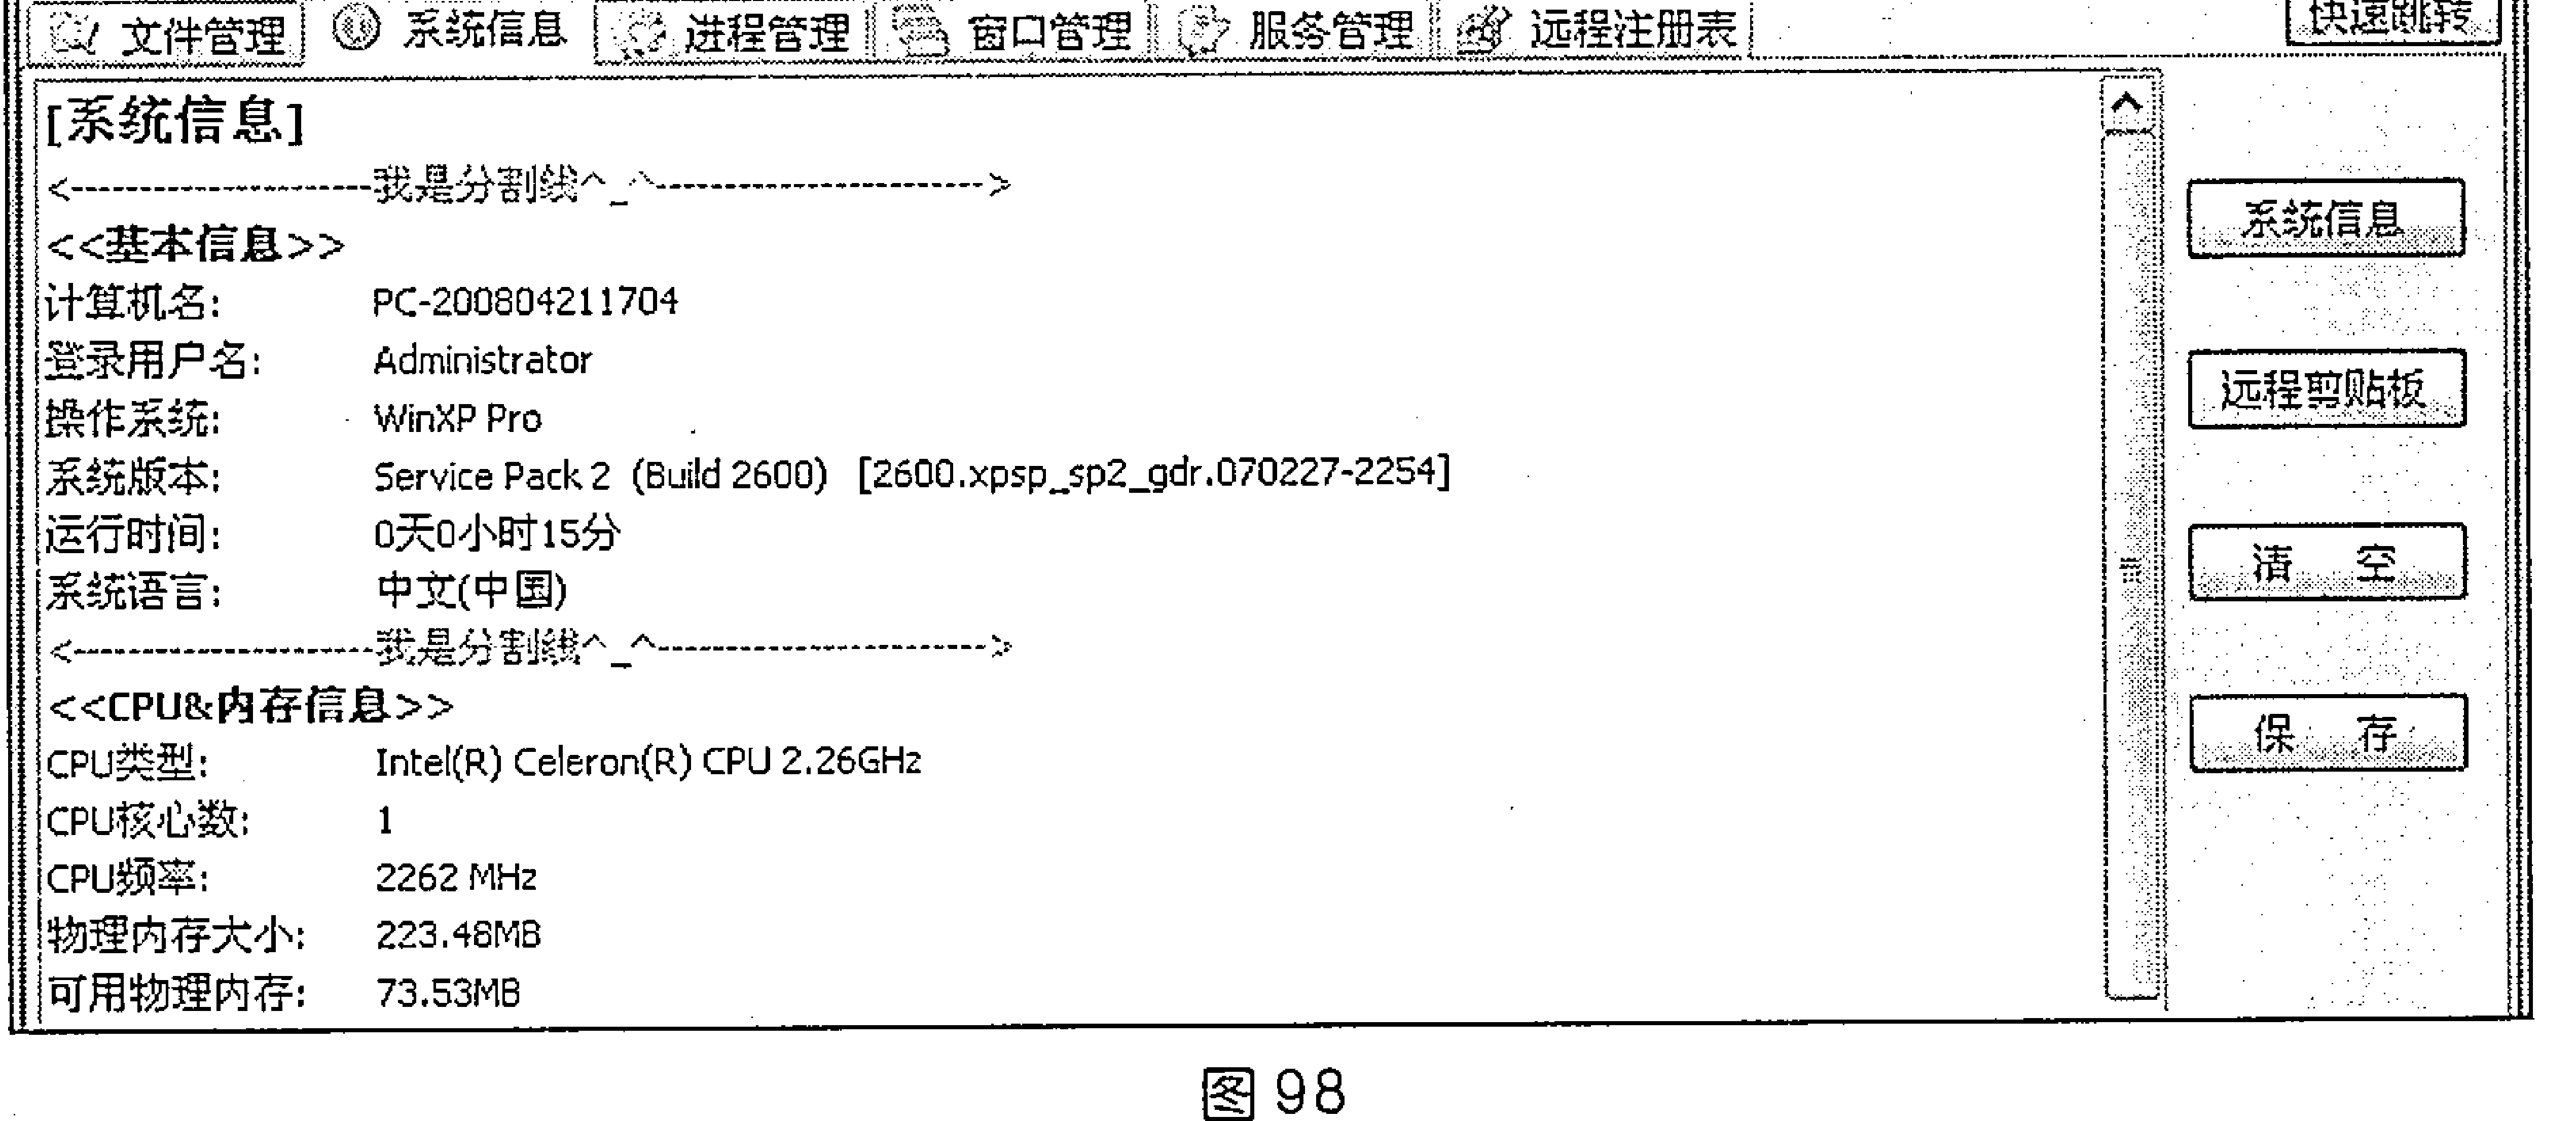 文件管理 系统信息 进程管理 窗口管理 服务管理 远程注册表 快速跳转
[系统信息]
<--------------------我是分割线^_^-------------------->
<<基本信息>>
计算机名: PC-200804211704
登录用户名: Administrator
操作系统: WinXP Pro
系统版本: Service Pack 2 (Build 2600) [2600.xpsp_sp2_gdr.070227-2254]
运行时间: 0天0小时15分
系统语言: 中文(中国)
<--------------------我是分割线^_^-------------------->
<<CPU&内存信息>>
CPU类型: Intel(R) Celeron(R) CPU 2.26GHz
CPU核心数: 1
CPU频率: 2262 MHz
物理内存大小: 223.48MB
可用物理内存: 73.53MB
系统信息
远程剪贴板
清 空
保 存
图 98